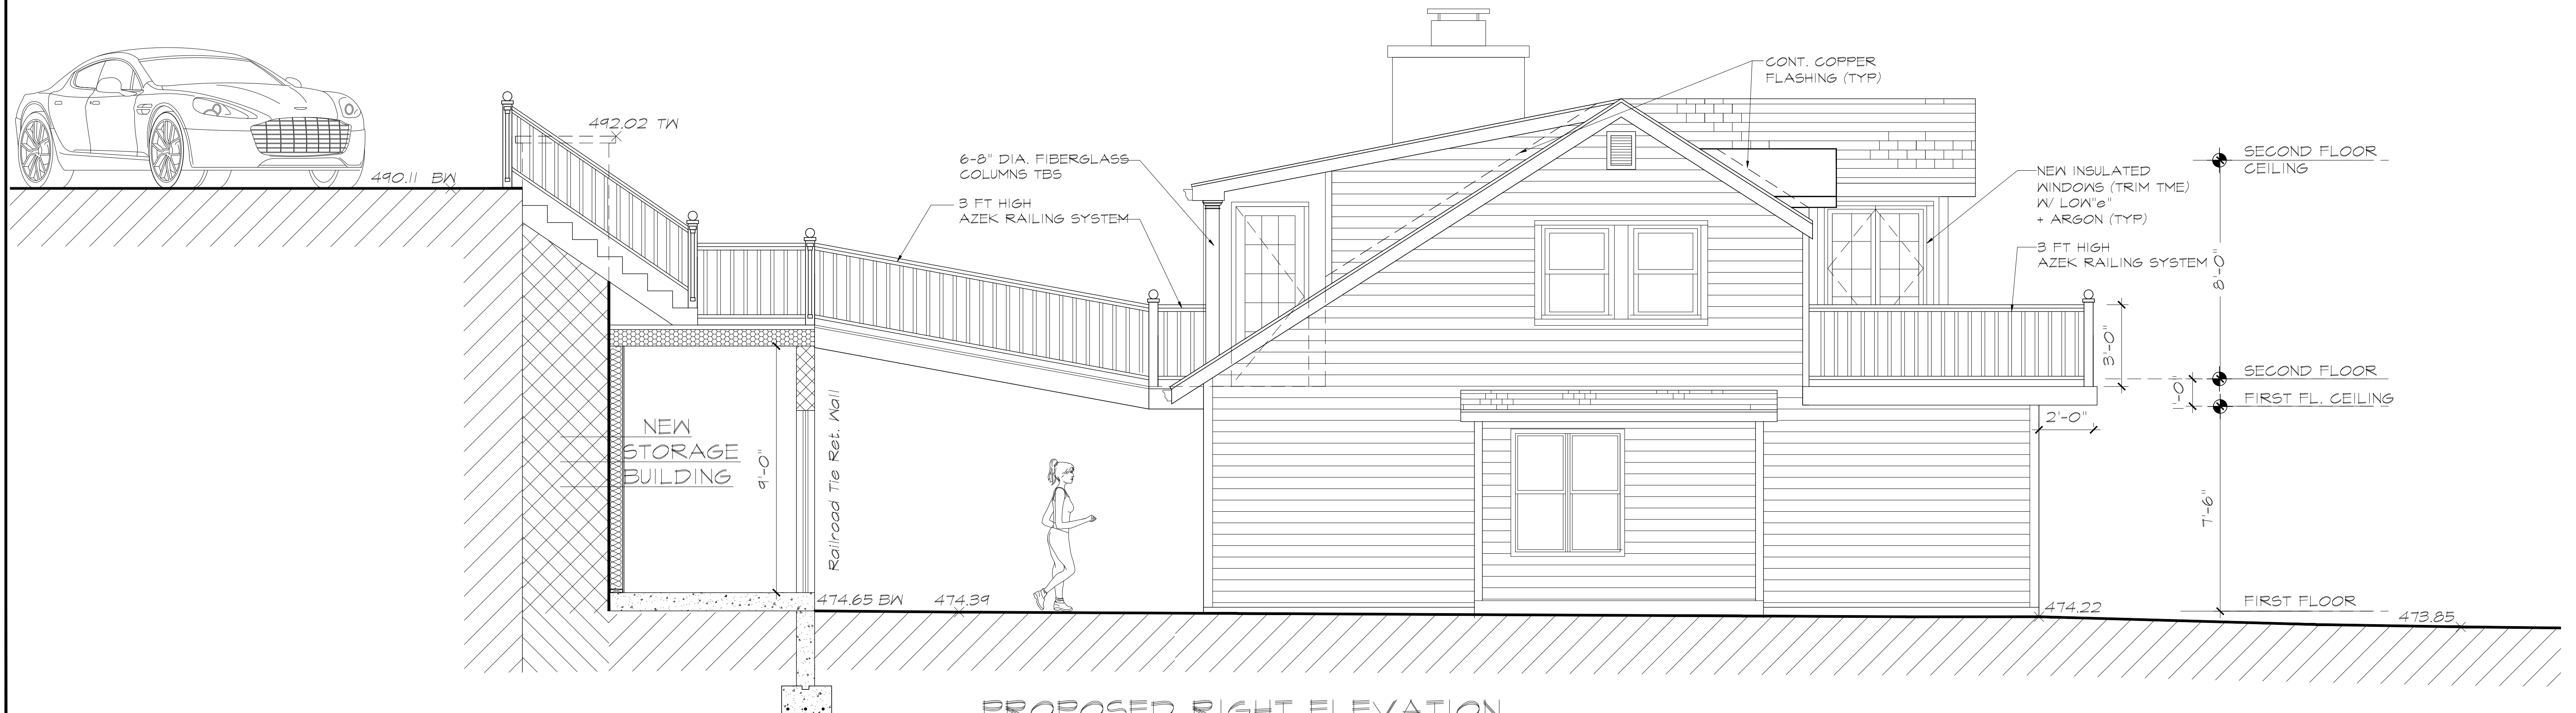 CONT. COPPER
FLASHING (TYP)
492.02 TW
490.11 BW
6-8" DIA. FIBERGLASS
COLUMNS TBS
3 FT HIGH
AZEK RAILING SYSTEM
SECOND FLOOR
CEILING
NEW INSULATED
WINDOWS (TRIM TME)
W/ LOW"e"
+ ARGON (TYP)
3 FT HIGH
AZEK RAILING SYSTEM
8'-0"
3'-0"
SECOND FLOOR
FIRST FL. CEILING
2'-0"
NEW
STORAGE
BUILDING
9'-0"
Railroad Tie Ret. Wall
7'-6"
474.65 BW
474.39
FIRST FLOOR
474.22
473.85
PROPOSED RIGHT ELEVATION